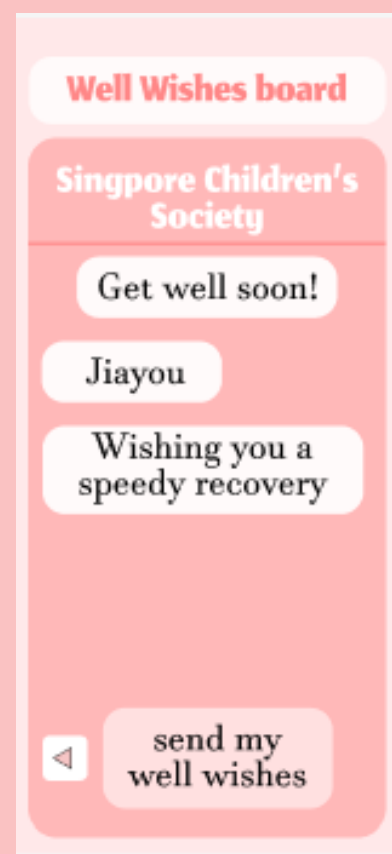 Well Wishes board
Singpore Children's
Society
Get well soon!
Jiayou
Wishing you a
speedy recovery
send my
well wishes